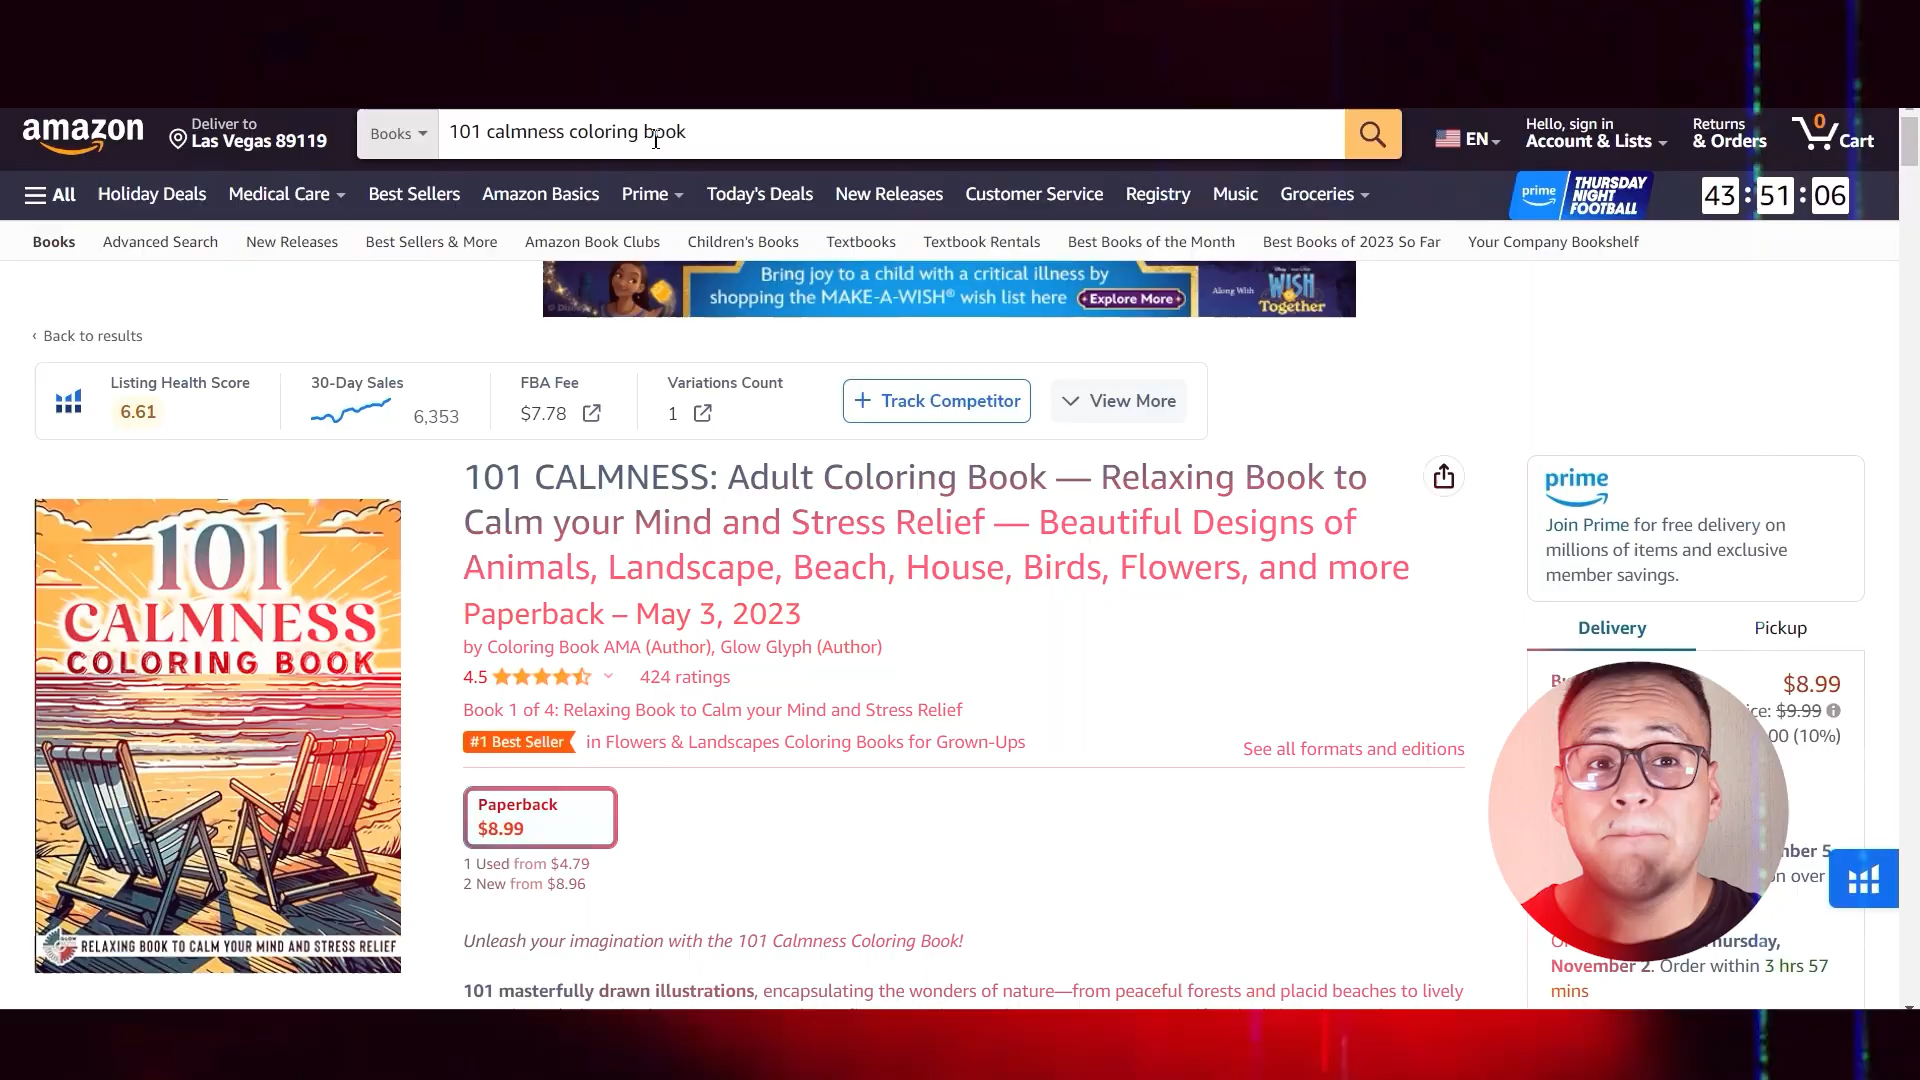 amazon
Deliver to
Las Vegas 89119
Books
101 calmness coloring book
EN
Hello, sign in
Account & Lists
Returns
& Orders
0
Cart
All
Holiday Deals
Medical Care
Best Sellers
Amazon Basics
Prime
Today's Deals
New Releases
Customer Service
Registry
Music
Groceries
prime
THURSDAY
NIGHT
FOOTBALL
43:51:06
Books
Advanced Search
New Releases
Best Sellers & More
Amazon Book Clubs
Children's Books
Textbooks
Textbook Rentals
Best Books of the Month
Best Books of 2023 So Far
Your Company Bookshelf
Bring joy to a child with a critical illness by
shopping the MAKE-A-WISH® wish list here
Explore More
Along With
WISH
Together
‹ Back to results
Listing Health Score
6.61
30-Day Sales
6,353
FBA Fee
$7.78
Variations Count
1
+ Track Competitor
View More
101
CALMNESS
COLORING BOOK
RELAXING BOOK TO CALM YOUR MIND AND STRESS RELIEF
101 CALMNESS: Adult Coloring Book — Relaxing Book to
Calm your Mind and Stress Relief — Beautiful Designs of
Animals, Landscape, Beach, House, Birds, Flowers, and more
Paperback – May 3, 2023
by Coloring Book AMA (Author), Glow Glyph (Author)
4.5
424 ratings
Book 1 of 4: Relaxing Book to Calm your Mind and Stress Relief
#1 Best Seller
in Flowers & Landscapes Coloring Books for Grown-Ups
See all formats and editions
Paperback
$8.99
1 Used from $4.79
2 New from $8.96
Unleash your imagination with the 101 Calmness Coloring Book!
101 masterfully drawn illustrations, encapsulating the wonders of nature—from peaceful forests and placid beaches to lively
prime
Join Prime for free delivery on
millions of items and exclusive
member savings.
Delivery
Pickup
$8.99
$9.99
(10%)
November 2. Order within 3 hrs 57
mins